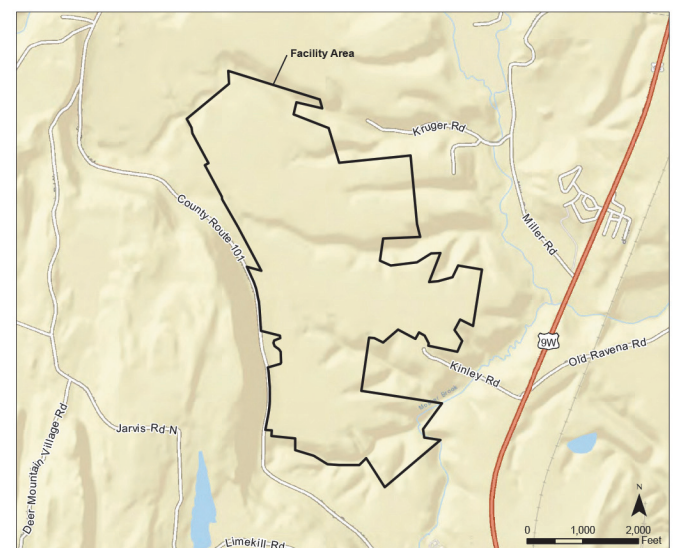 Facility Area
Kruger Rd
County Route 101
Miller Rd
9W
Old Ravena Rd
Kinley Rd
Brook
Jarvis Rd N
Deer Mountain Village Rd
Limekill Rd
N
0 1,000 2,000
Feet